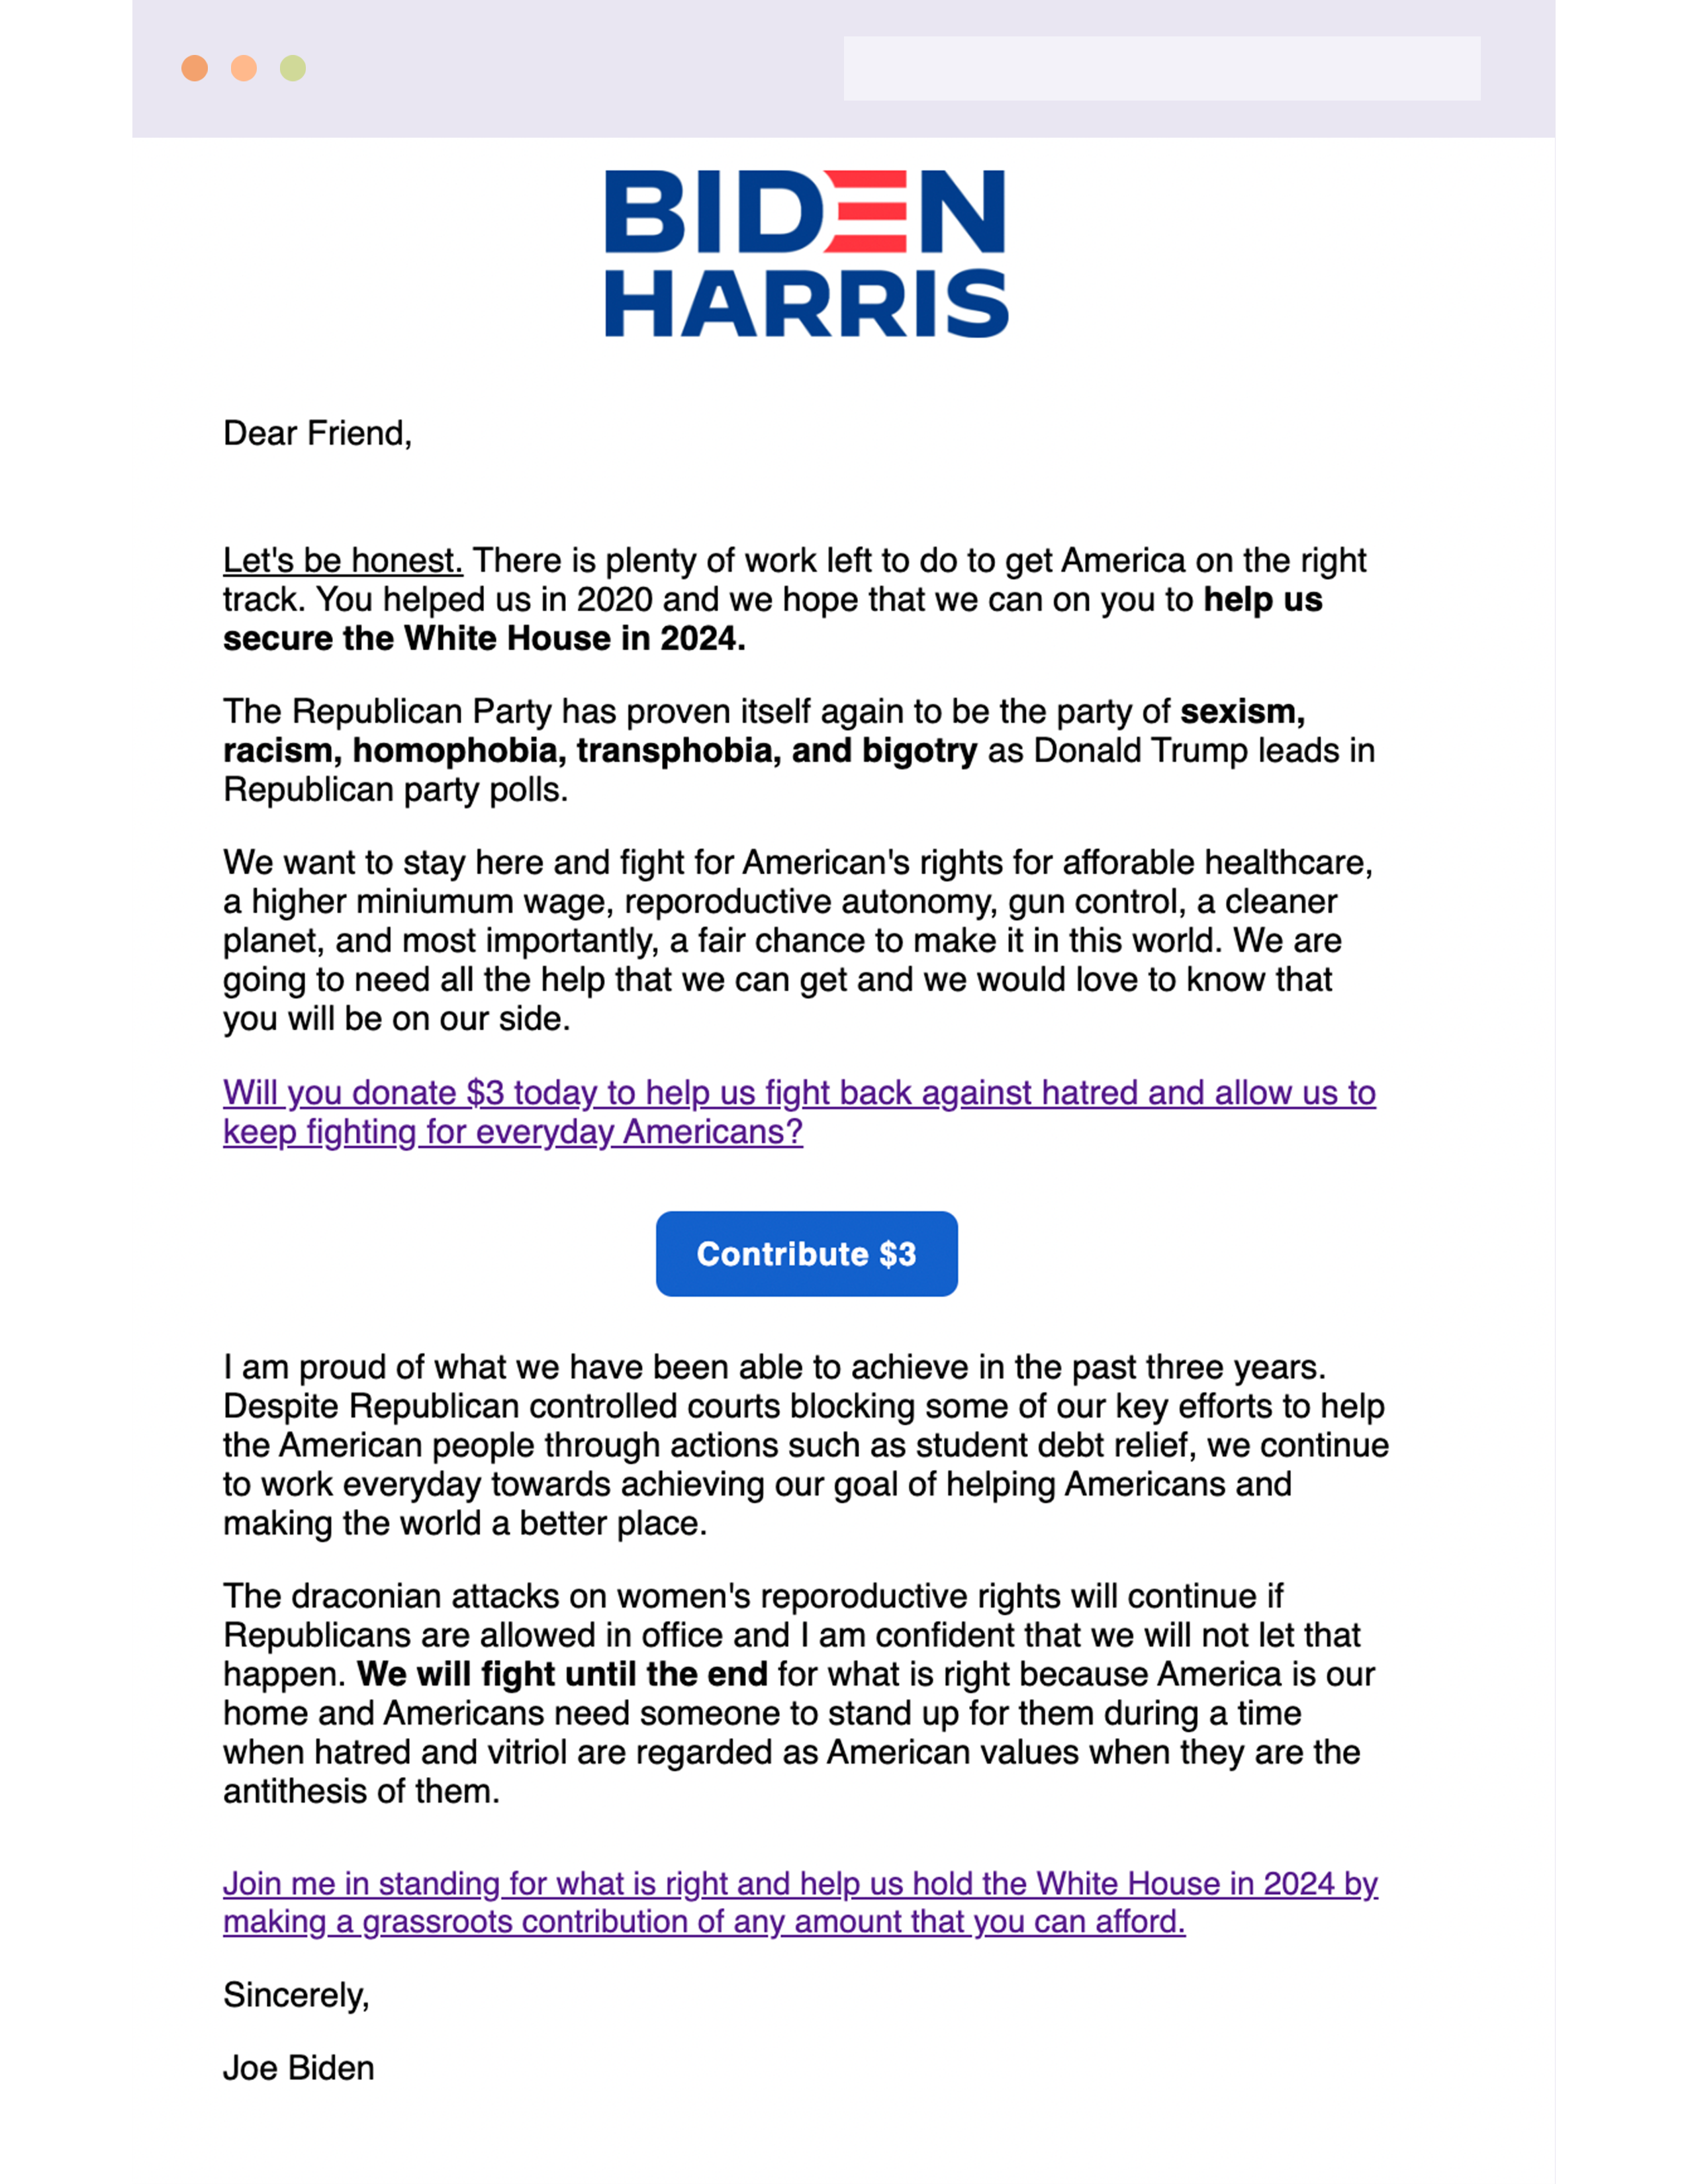 BIDEN
HARRIS
Dear Friend,
Let's be honest. There is plenty of work left to do to get America on the right
track. You helped us in 2020 and we hope that we can on you to help us
secure the White House in 2024.
The Republican Party has proven itself again to be the party of sexism,
racism, homophobia, transphobia, and bigotry as Donald Trump leads in
Republican party polls.
We want to stay here and fight for American's rights for afforable healthcare,
a higher miniumum wage, reporoductive autonomy, gun control, a cleaner
planet, and most importantly, a fair chance to make it in this world. We are
going to need all the help that we can get and we would love to know that
you will be on our side.
Will you donate $3 today to help us fight back against hatred and allow us to
keep fighting for everyday Americans?
Contribute $3
I am proud of what we have been able to achieve in the past three years.
Despite Republican controlled courts blocking some of our key efforts to help
the American people through actions such as student debt relief, we continue
to work everyday towards achieving our goal of helping Americans and
making the world a better place.
The draconian attacks on women's reporoductive rights will continue if
Republicans are allowed in office and I am confident that we will not let that
happen. We will fight until the end for what is right because America is our
home and Americans need someone to stand up for them during a time
when hatred and vitriol are regarded as American values when they are the
antithesis of them.
Join me in standing for what is right and help us hold the White House in 2024 by
making a grassroots contribution of any amount that you can afford.
Sincerely,
Joe Biden